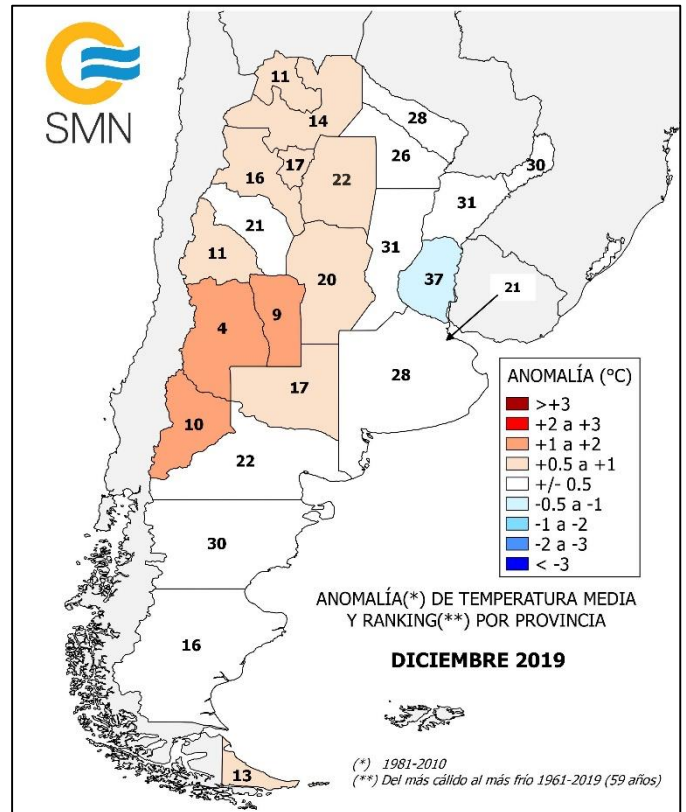 SMN
11
14
28
26
30
17
16
22
31
21
31
11
20
37
21
4
9
28
17
10
22
30
16
13
ANOMALÍA (°C)
>+3
+2 a +3
+1 a +2
+0.5 a +1
+/- 0.5
-0.5 a -1
-1 a -2
-2 a -3
< -3
ANOMALÍA(*) DE TEMPERATURA MEDIA
Y RANKING(**) POR PROVINCIA
DICIEMBRE 2019
(*) 1981-2010
(**) Del más cálido al más frío 1961-2019 (59 años)